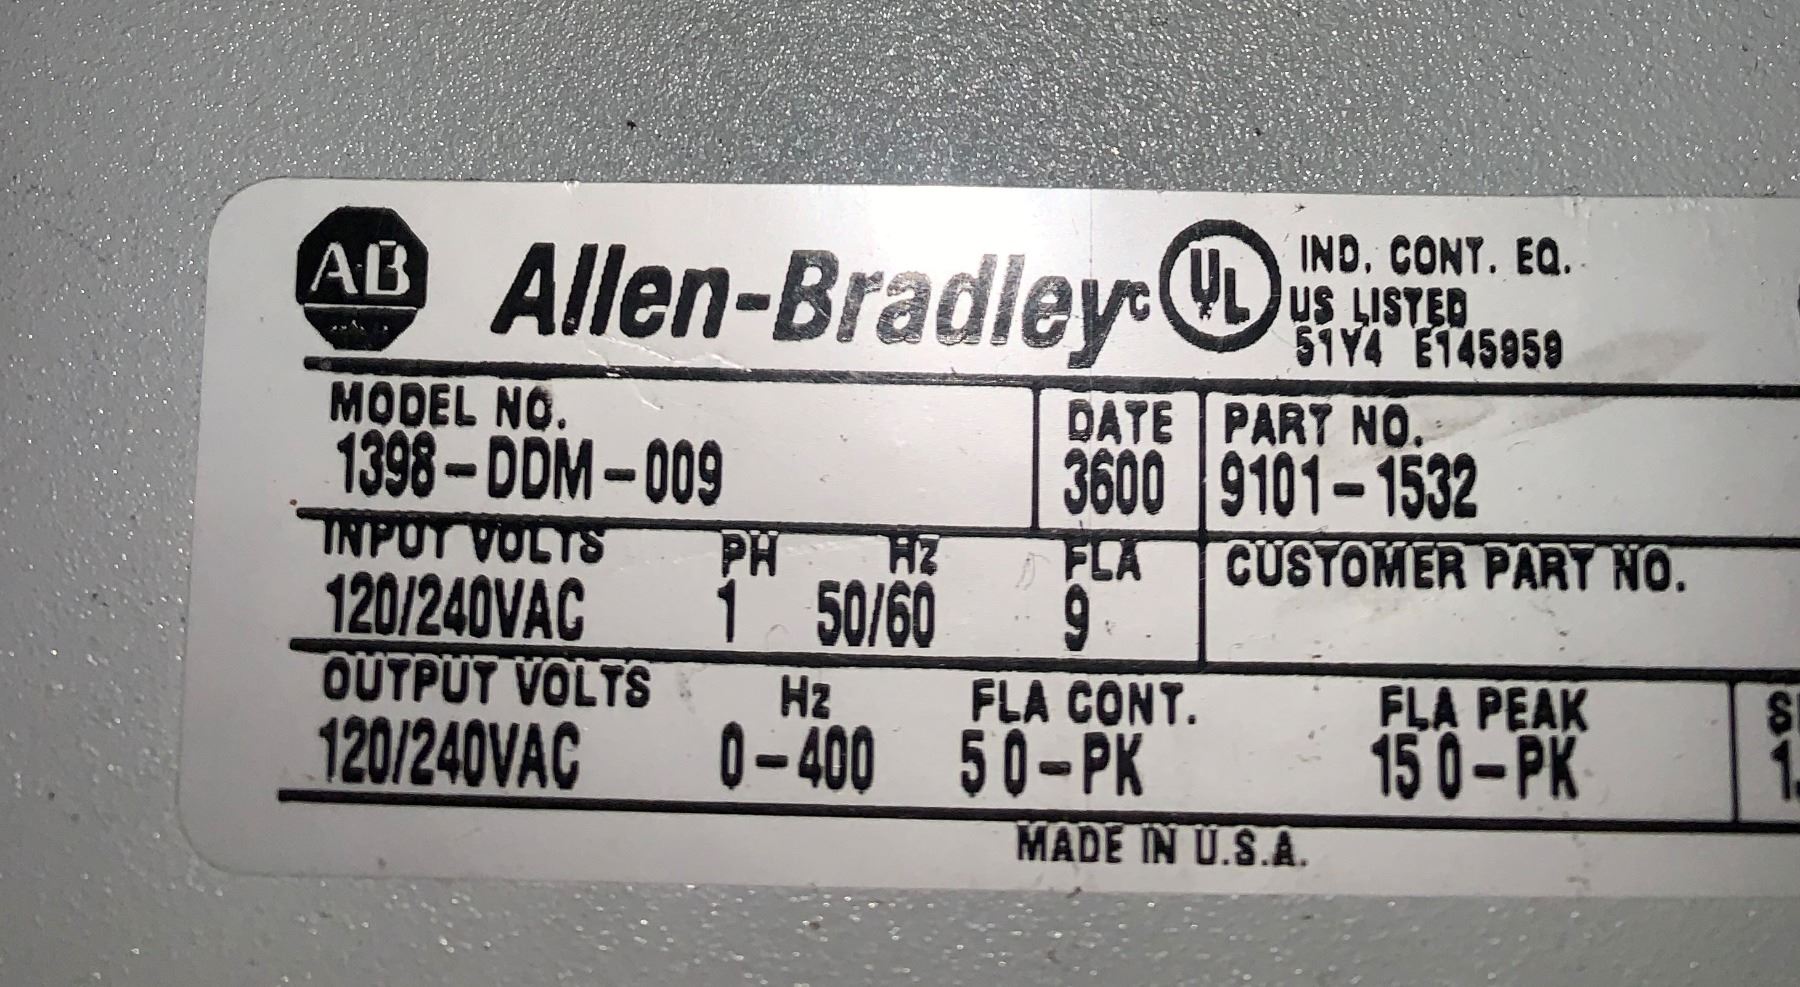 AB Allen-Bradley c UL US IND. CONT. EQ.
LISTED
51Y4 E145959
MODEL NO. DATE PART NO.
1398-DDM-009 3600 9101-1532
INPUT VOLTS PH Hz FLA CUSTOMER PART NO.
120/240VAC 1 50/60 9
OUTPUT VOLTS Hz FLA CONT. FLA PEAK
120/240VAC 0-400 5 0-PK 15 0-PK
MADE IN U.S.A.